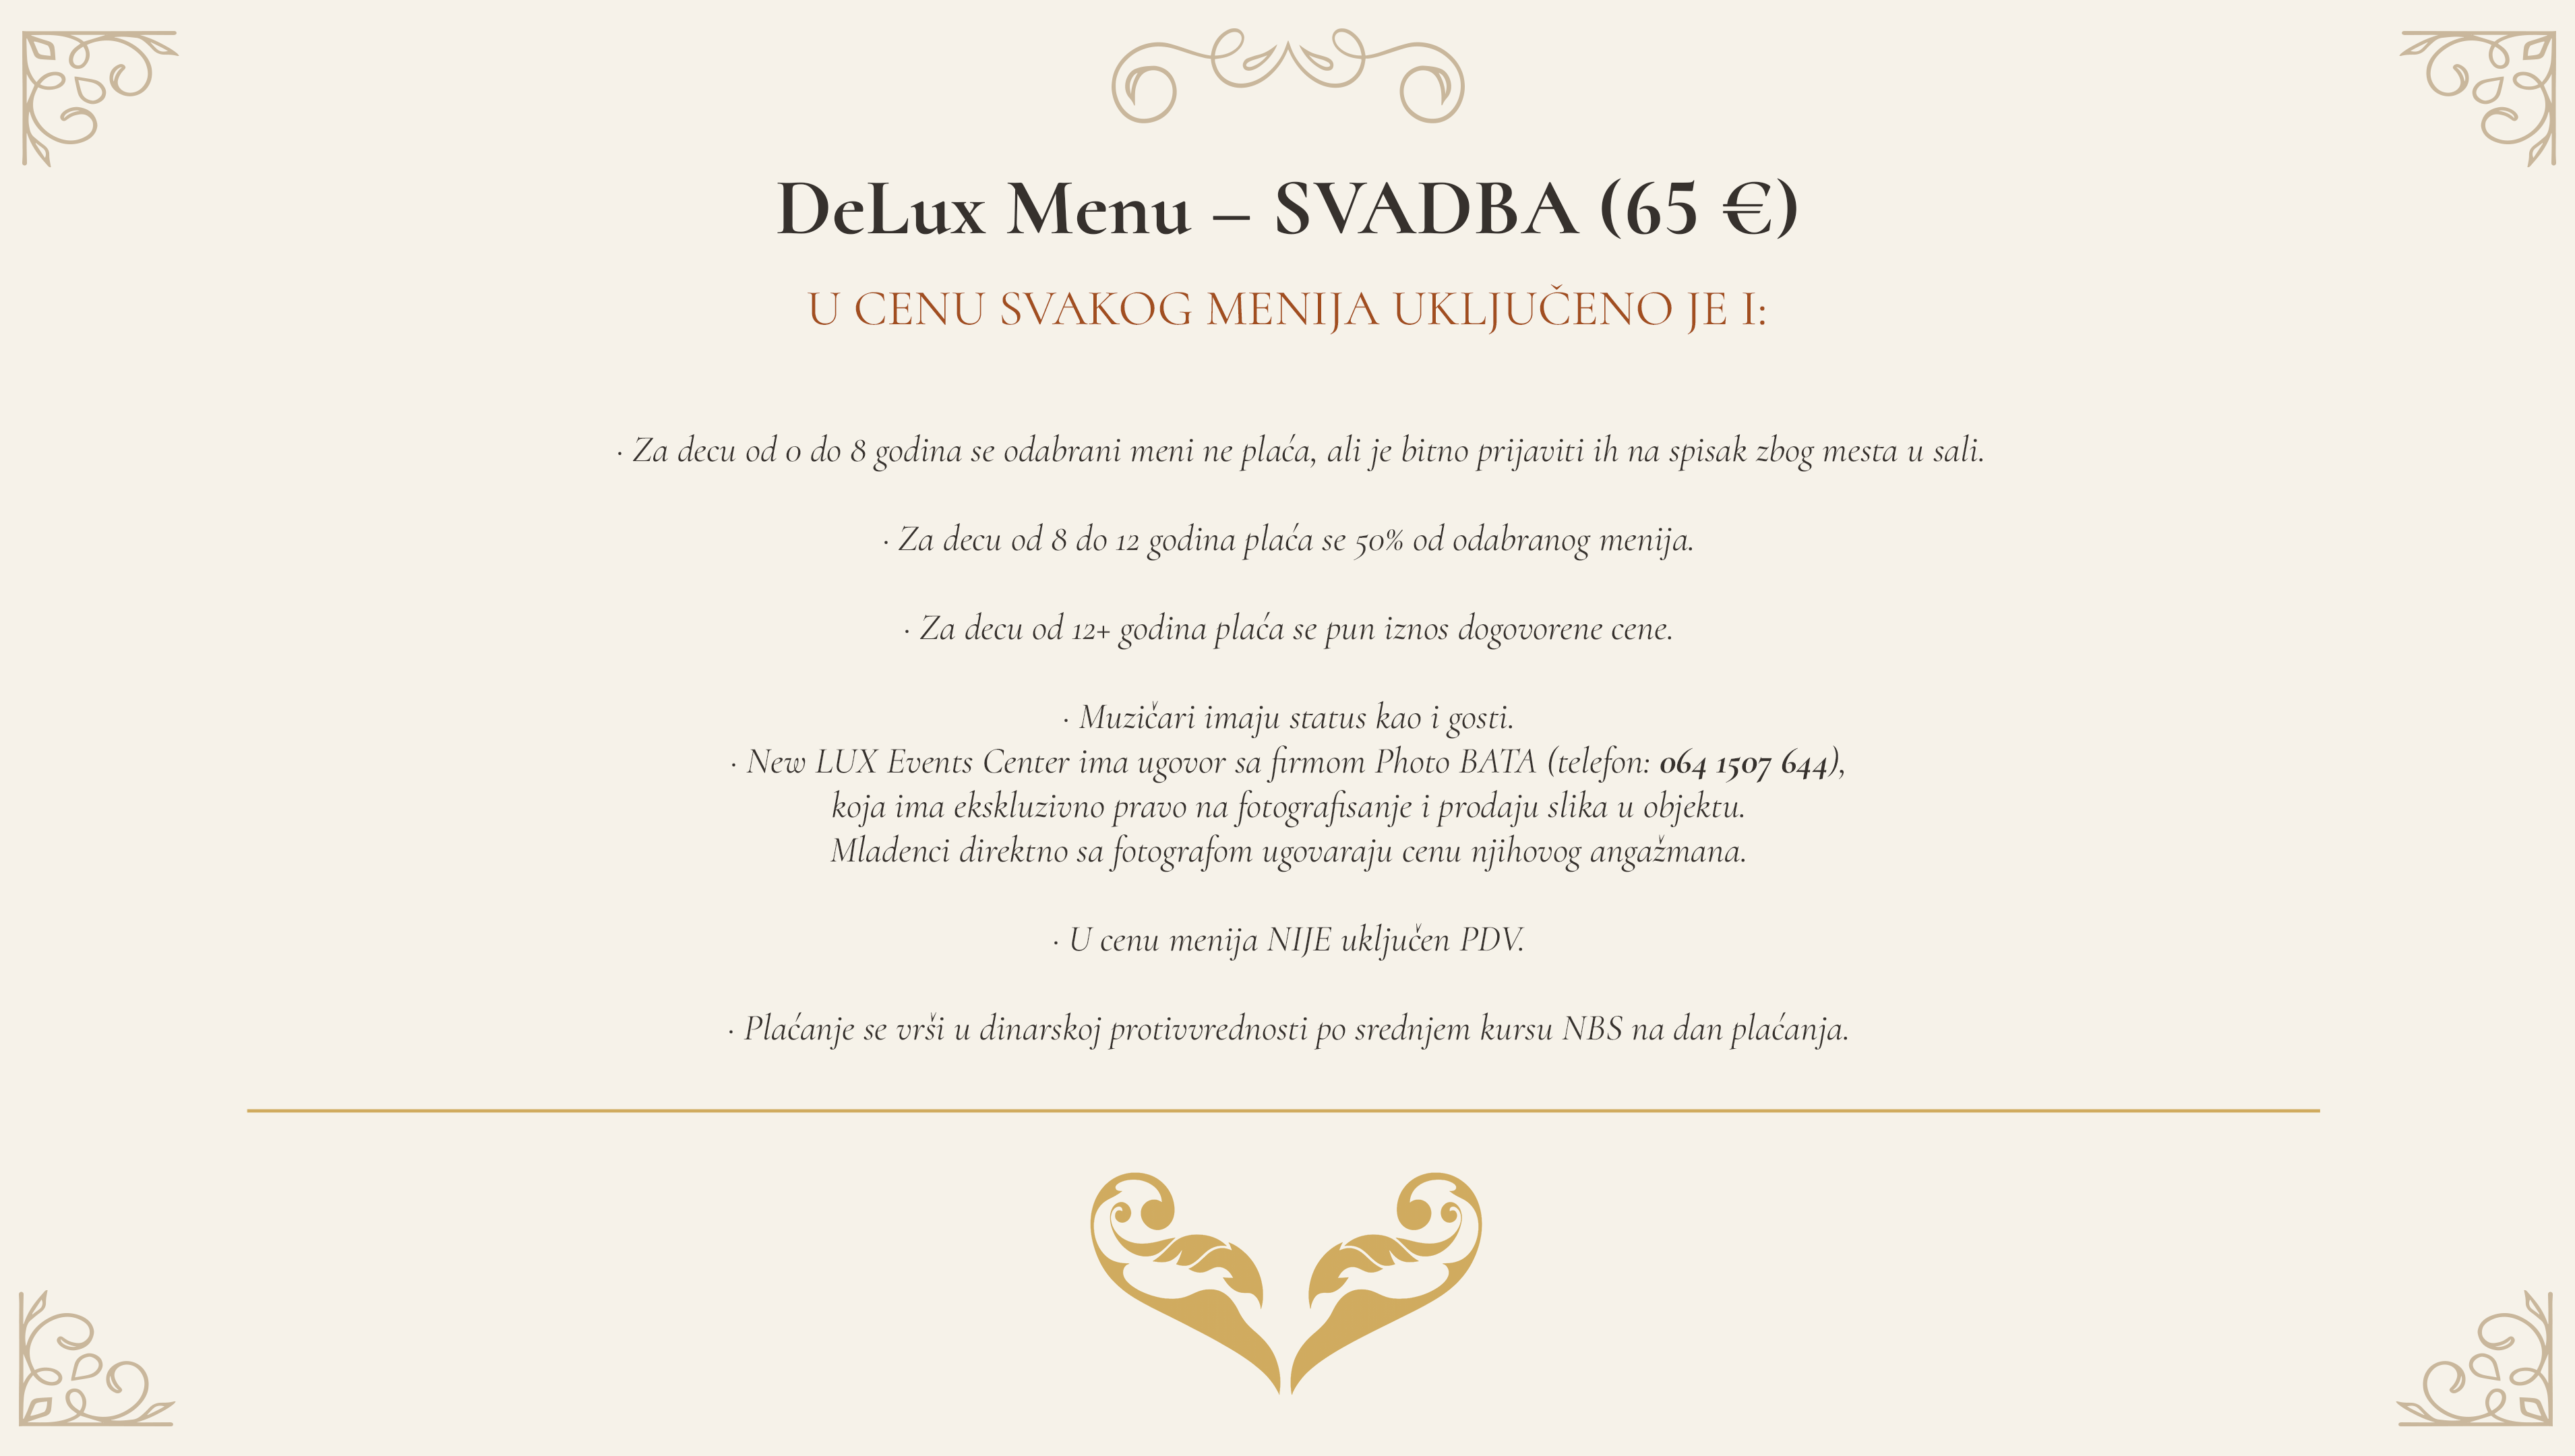 DeLux Menu – SVADBA (65 €)
U CENU SVAKOG MENIJA UKLJUČENO JE I:
· Za decu od 0 do 8 godina se odabrani meni ne plaća, ali je bitno prijaviti ih na spisak zbog mesta u sali.
· Za decu od 8 do 12 godina plaća se 50% od odabranog menija.
· Za decu od 12+ godina plaća se pun iznos dogovorene cene.
· Muzičari imaju status kao i gosti.
· New LUX Events Center ima ugovor sa firmom Photo BATA (telefon: 064 1507 644),
koja ima ekskluzivno pravo na fotografisanje i prodaju slika u objektu.
Mladenci direktno sa fotografom ugovaraju cenu njihovog angažmana.
· U cenu menija NIJE uključen PDV.
· Plaćanje se vrši u dinarskoj protivvrednosti po srednjem kursu NBS na dan plaćanja.